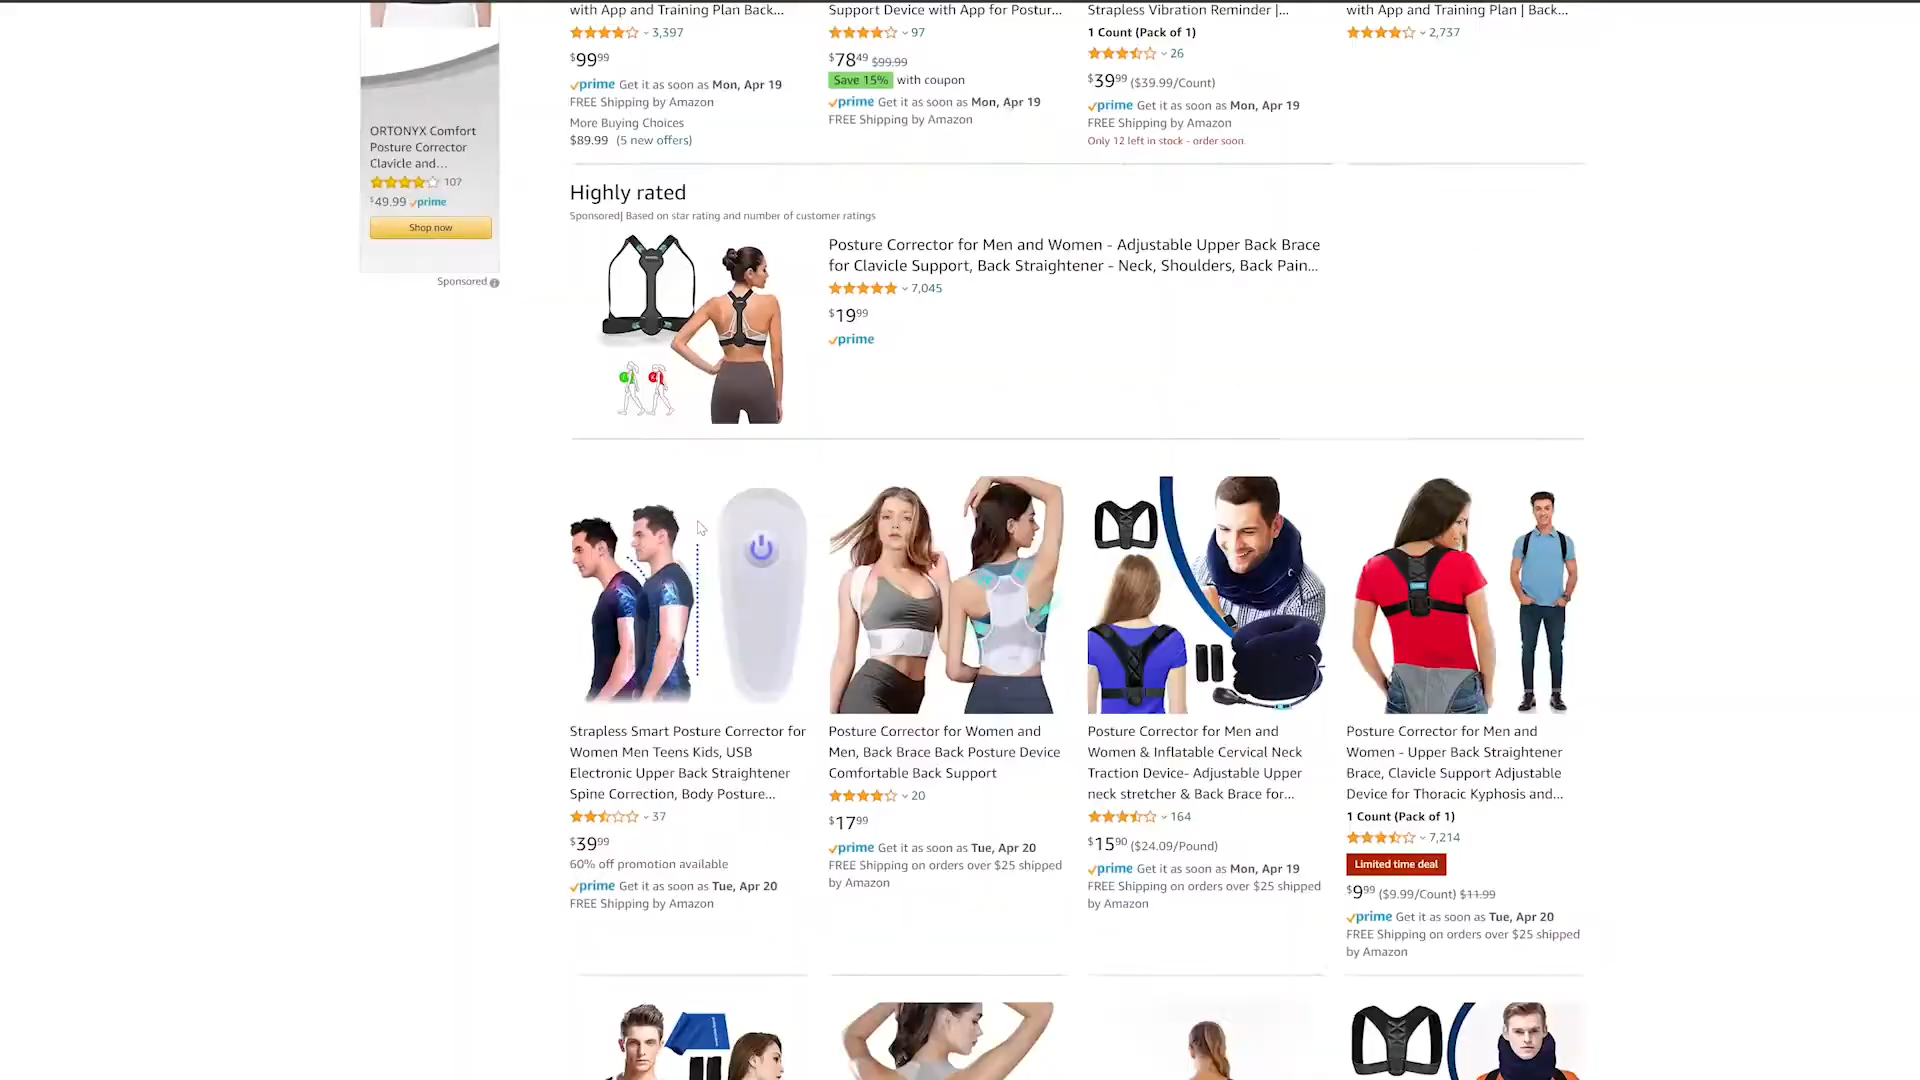 with App and Training Plan Back...
3,397
$99.99
prime Get it as soon as Mon, Apr 19
FREE Shipping by Amazon
More Buying Choices
$89.99 (5 new offers)
Support Device with App for Postur...
97
$78.49 $99.99
Save 15% with coupon
prime Get it as soon as Mon, Apr 19
FREE Shipping by Amazon
Strapless Vibration Reminder |...
1 Count (Pack of 1)
26
$39.99 ($39.99/Count)
prime Get it as soon as Mon, Apr 19
FREE Shipping by Amazon
Only 12 left in stock - order soon.
with App and Training Plan | Back...
2,737
ORTONYX Comfort
Posture Corrector
Clavicle and...
107
$49.99 prime
Shop now
Sponsored
Highly rated
Sponsored| Based on star rating and number of customer ratings
Posture Corrector for Men and Women - Adjustable Upper Back Brace
for Clavicle Support, Back Straightener - Neck, Shoulders, Back Pain...
7,045
$19.99
prime
Strapless Smart Posture Corrector for
Women Men Teens Kids, USB
Electronic Upper Back Straightener
Spine Correction, Body Posture...
37
$39.99
60% off promotion available
prime Get it as soon as Tue, Apr 20
FREE Shipping by Amazon
Posture Corrector for Women and
Men, Back Brace Back Posture Device
Comfortable Back Support
20
$17.99
prime Get it as soon as Tue, Apr 20
FREE Shipping on orders over $25 shipped
by Amazon
Posture Corrector for Men and
Women & Inflatable Cervical Neck
Traction Device- Adjustable Upper
neck stretcher & Back Brace for...
164
$15.90 ($24.09/Pound)
prime Get it as soon as Mon, Apr 19
FREE Shipping on orders over $25 shipped
by Amazon
Posture Corrector for Men and
Women - Upper Back Straightener
Brace, Clavicle Support Adjustable
Device for Thoracic Kyphosis and...
1 Count (Pack of 1)
7,214
Limited time deal
$9.99 ($9.99/Count) $11.99
prime Get it as soon as Tue, Apr 20
FREE Shipping on orders over $25 shipped
by Amazon